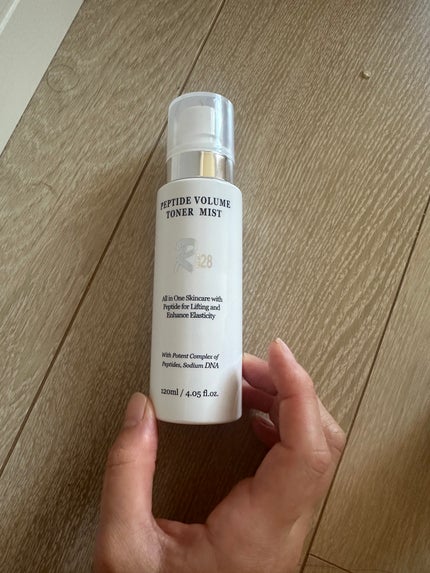 PEPTIDE VOLUME
TONER MIST
R
28
All in One Skincare with
Peptide for Lifting and
Enhance Elasticity
With Potent Complex of
Peptides, Sodium DNA
120ml / 4.05 fl.oz.